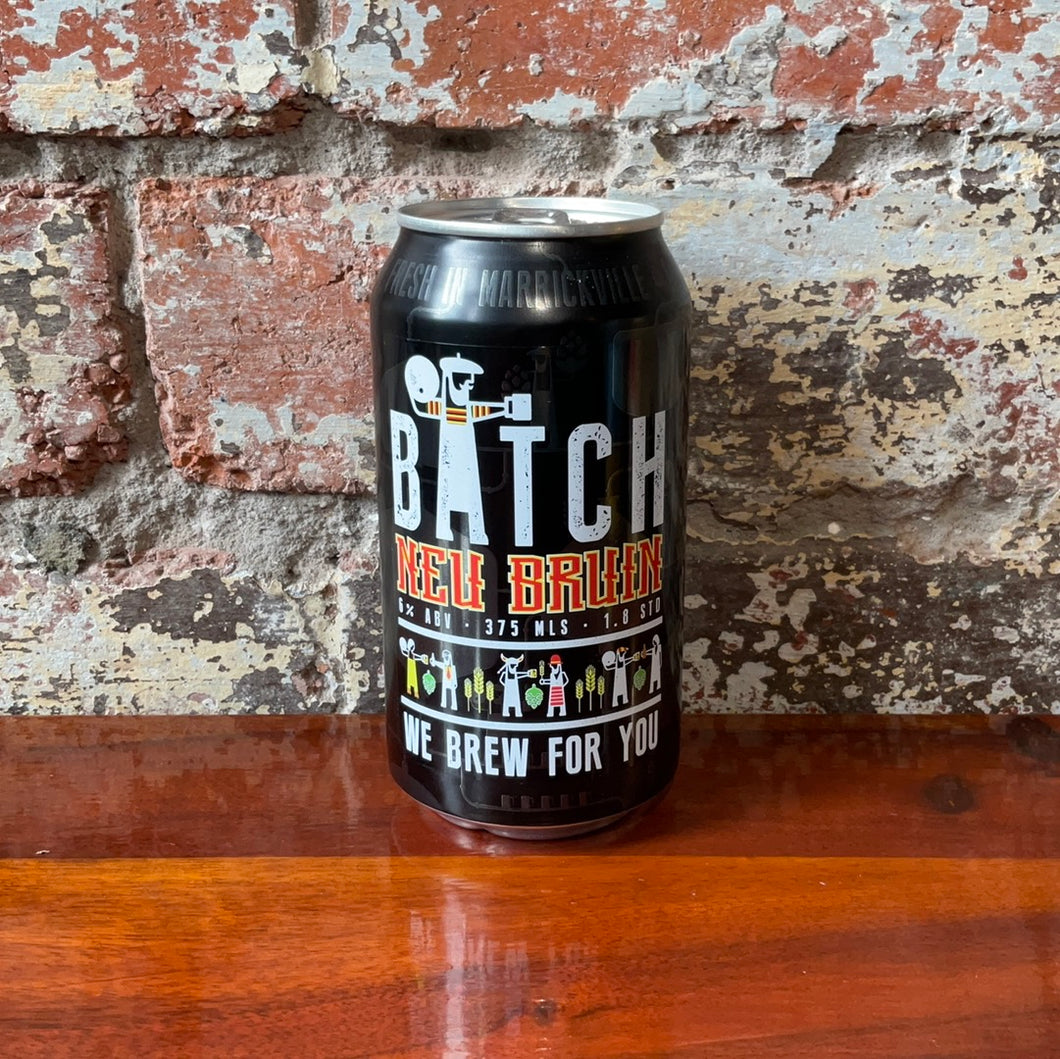 FRESH IN MARRICKVILLE
BATCH
NEU BRUIN
6% ABV · 375 MLS · 1.8 STD
WE BREW FOR YOU